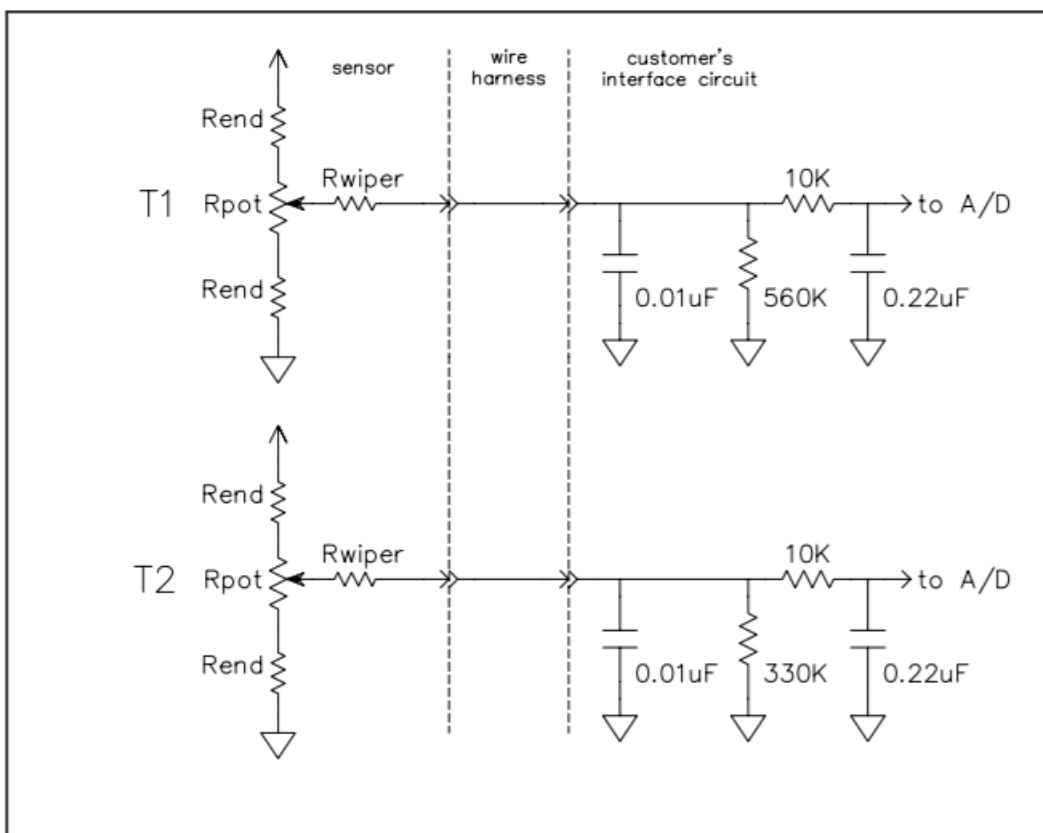 sensor
wire
harness
customer's
interface circuit
Rend
T1
Rpot
Rwiper
10K
to A/D
Rend
0.01uF
560K
0.22uF
Rend
T2
Rpot
Rwiper
10K
to A/D
Rend
0.01uF
330K
0.22uF